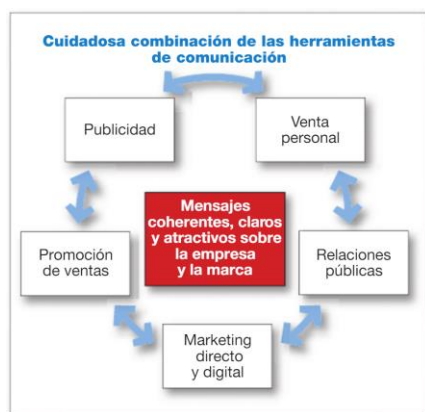 Cuidadosa combinación de las herramientas
de comunicación
Publicidad
Venta
personal
Mensajes
coherentes, claros
y atractivos sobre
la empresa
y la marca
Promoción
de ventas
Relaciones
públicas
Marketing
directo
y digital